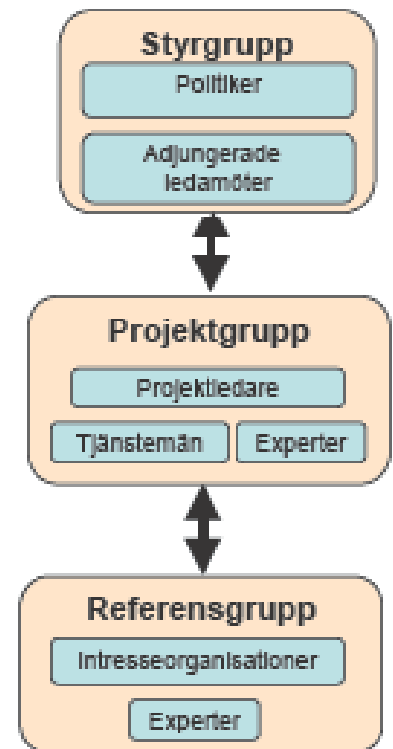 Styrgrupp
Politiker
Adjungerade
ledamöter
Projektgrupp
Projektledare
Tjänstemän Experter
Referensgrupp
Intresseorganisationer
Experter